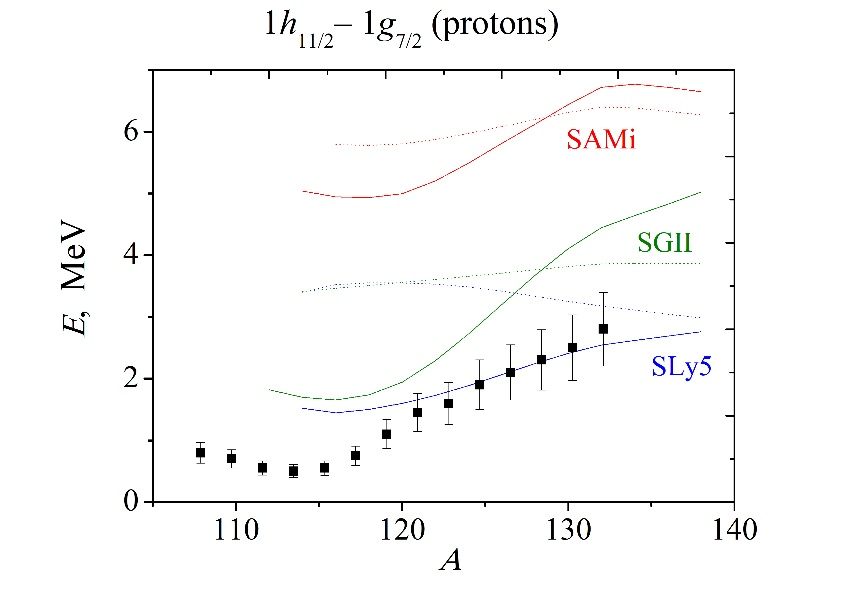 1h11/2– 1g7/2 (protons)
6
SAMi
SGII
4
E, MeV
SLy5
2
0
110 120 130 140
A